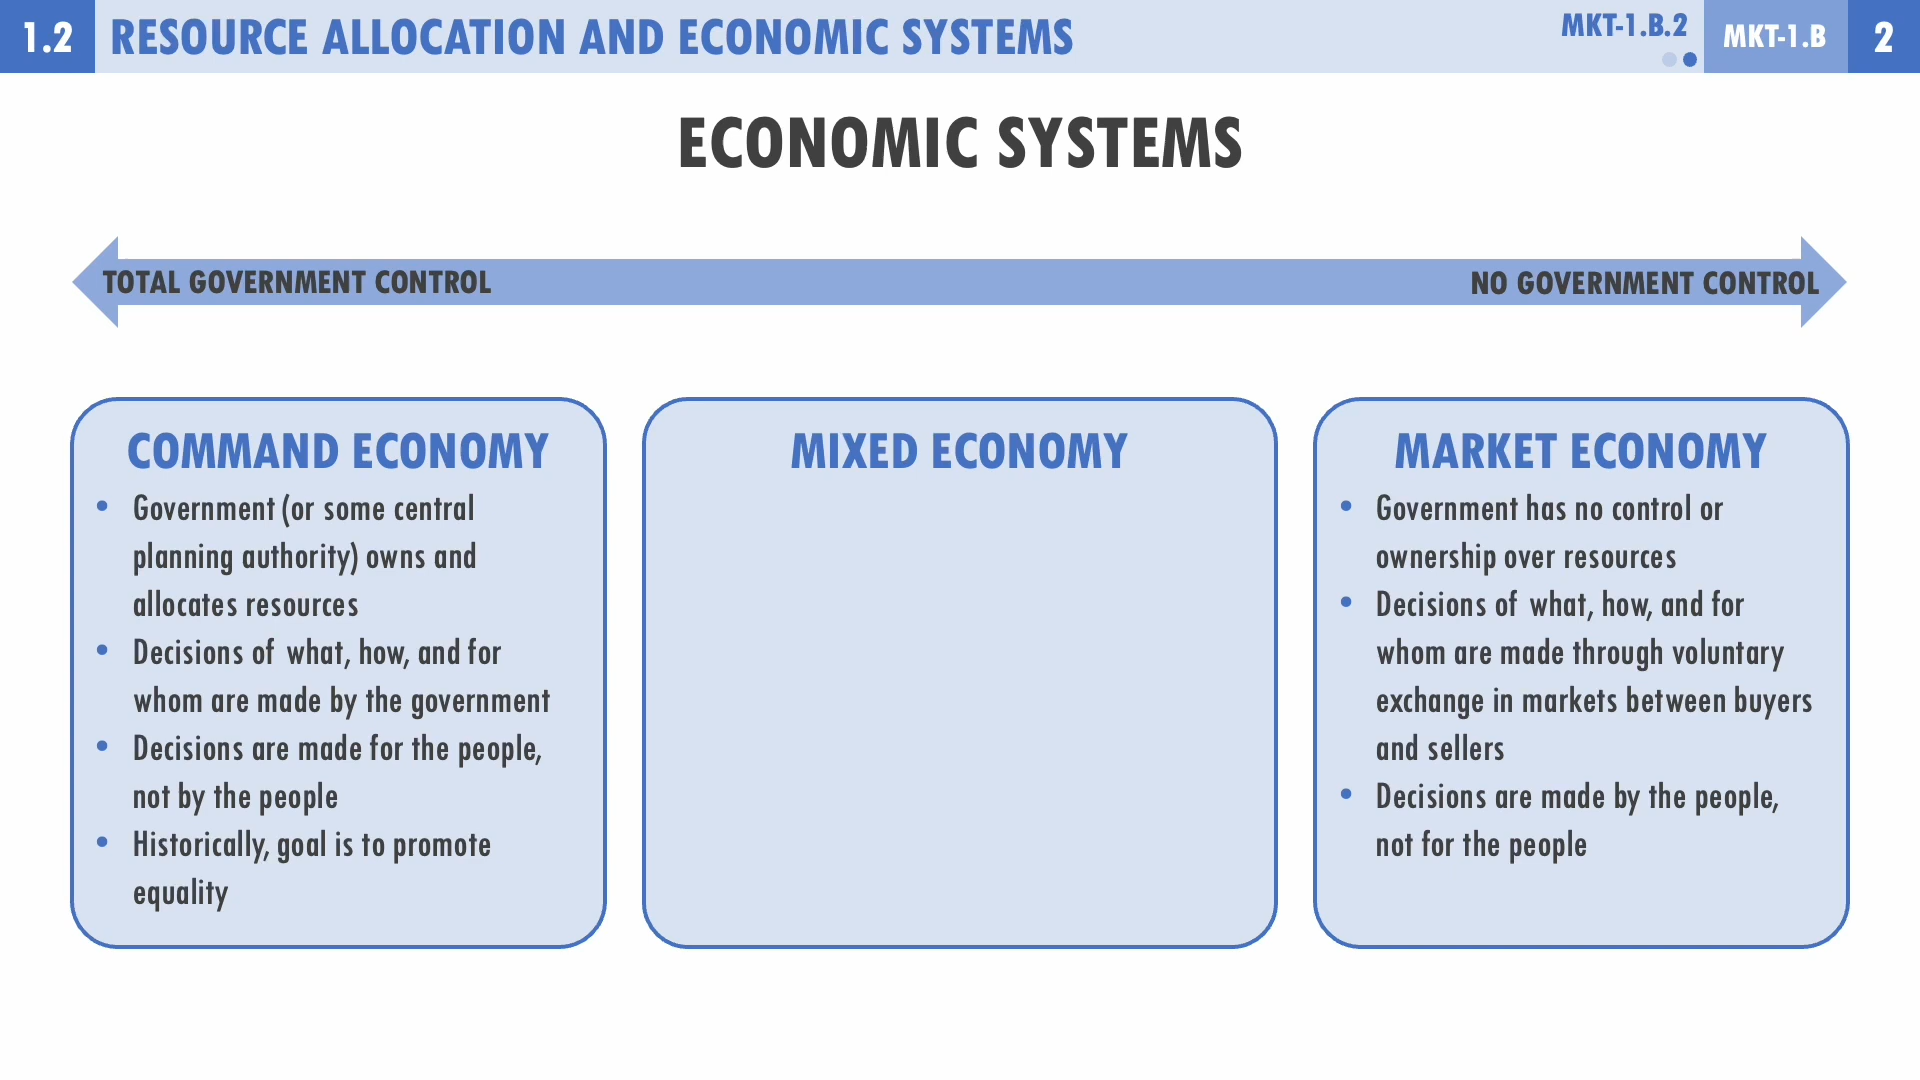 1.2
RESOURCE ALLOCATION AND ECONOMIC SYSTEMS
MKT-1.B.2
MKT-1.B
2
ECONOMIC SYSTEMS
TOTAL GOVERNMENT CONTROL
NO GOVERNMENT CONTROL
COMMAND ECONOMY
• Government (or some central
planning authority) owns and
allocates resources
• Decisions of what, how, and for
whom are made by the government
• Decisions are made for the people,
not by the people
• Historically, goal is to promote
equality
MIXED ECONOMY
MARKET ECONOMY
• Government has no control or
ownership over resources
• Decisions of what, how, and for
whom are made through voluntary
exchange in markets between buyers
and sellers
• Decisions are made by the people,
not for the people